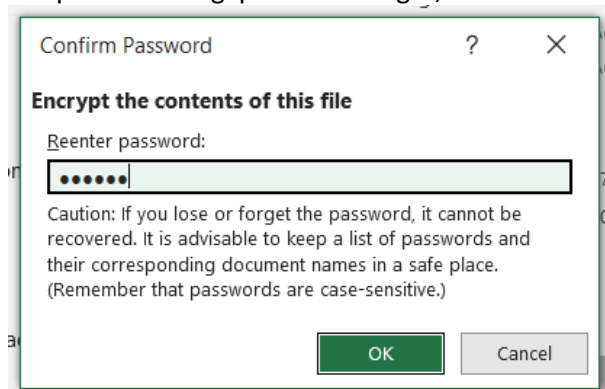 Confirm Password ? ×
Encrypt the contents of this file
Reenter password:
••••••
Caution: If you lose or forget the password, it cannot be
recovered. It is advisable to keep a list of passwords and
their corresponding document names in a safe place.
(Remember that passwords are case-sensitive.)
OK Cancel